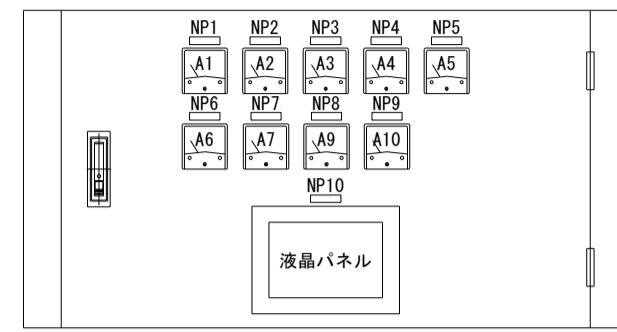 NP1 NP2 NP3 NP4 NP5
A1 A2 A3 A4 A5
NP6 NP7 NP8 NP9
A6 A7 A9 A10
NP10
液晶パネル